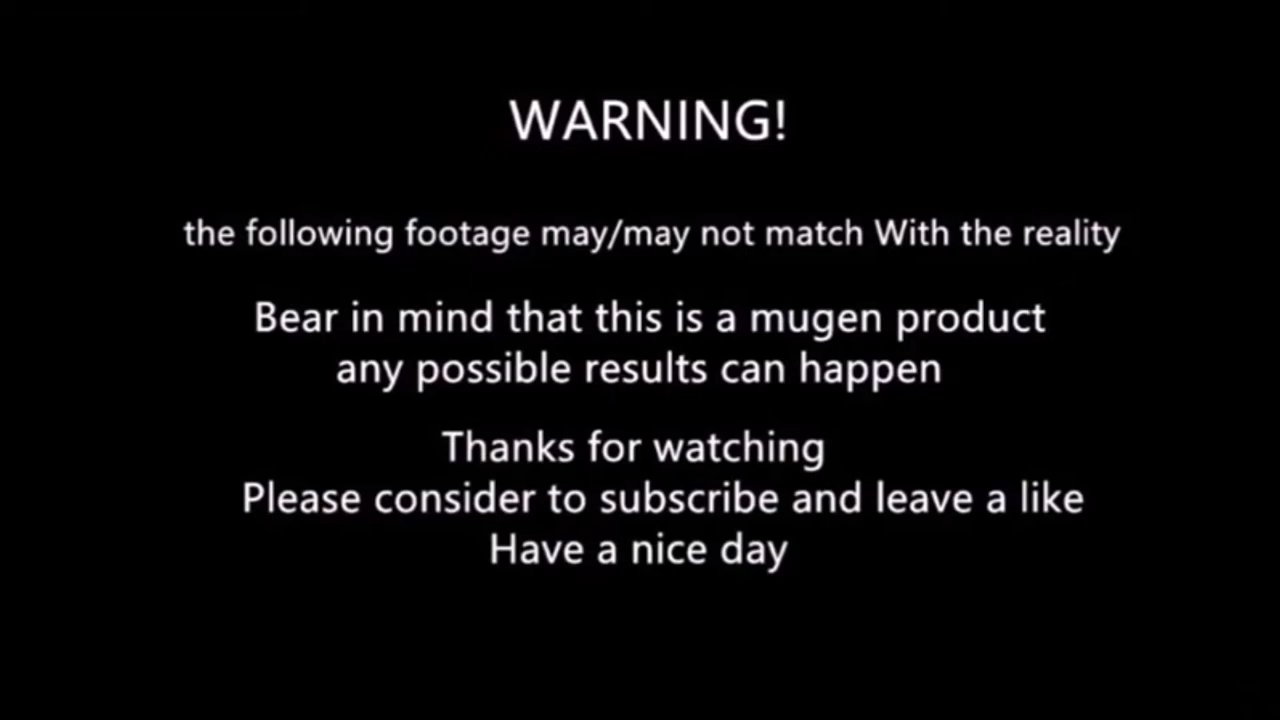 WARNING!
the following footage may/may not match With the reality
Bear in mind that this is a mugen product
any possible results can happen
Thanks for watching
Please consider to subscribe and leave a like
Have a nice day